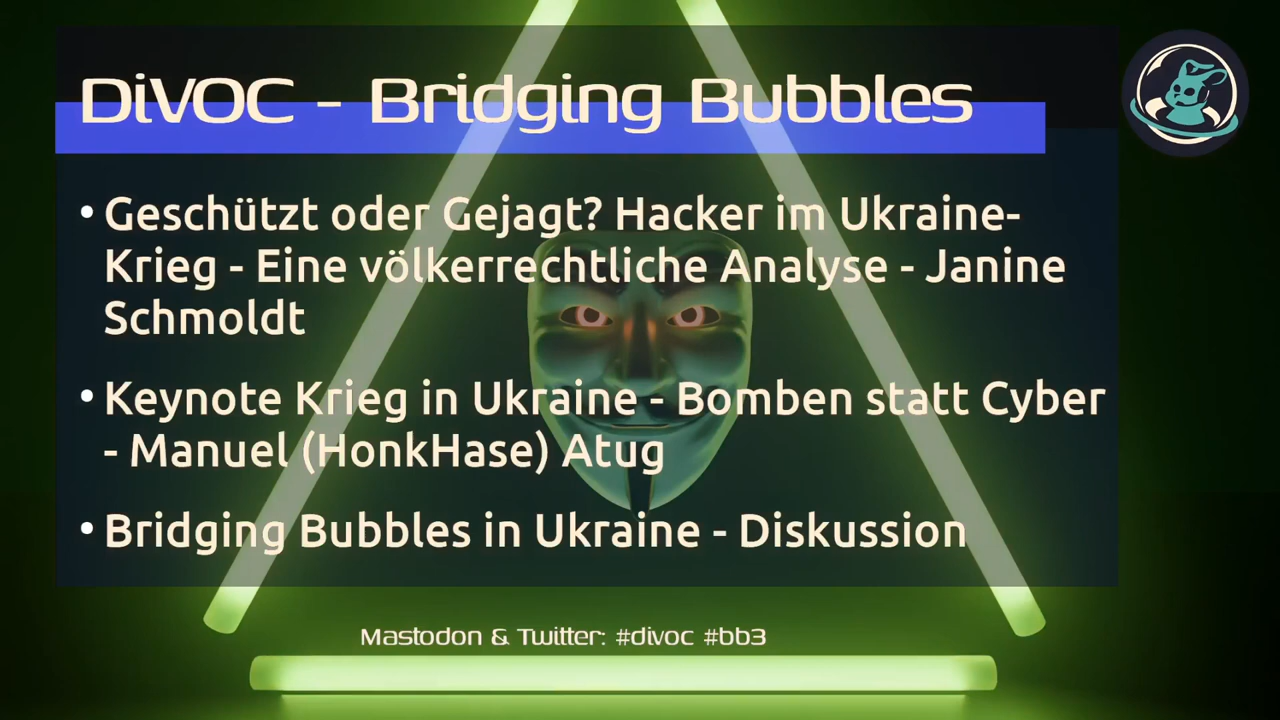 DiVOC - Bridging Bubbles
• Geschützt oder Gejagt? Hacker im Ukraine-
Krieg - Eine völkerrechtliche Analyse - Janine
Schmoldt
• Keynote Krieg in Ukraine - Bomben statt Cyber
- Manuel (HonkHase) Atug
• Bridging Bubbles in Ukraine - Diskussion
Mastodon & Twitter: #divoc #bb3